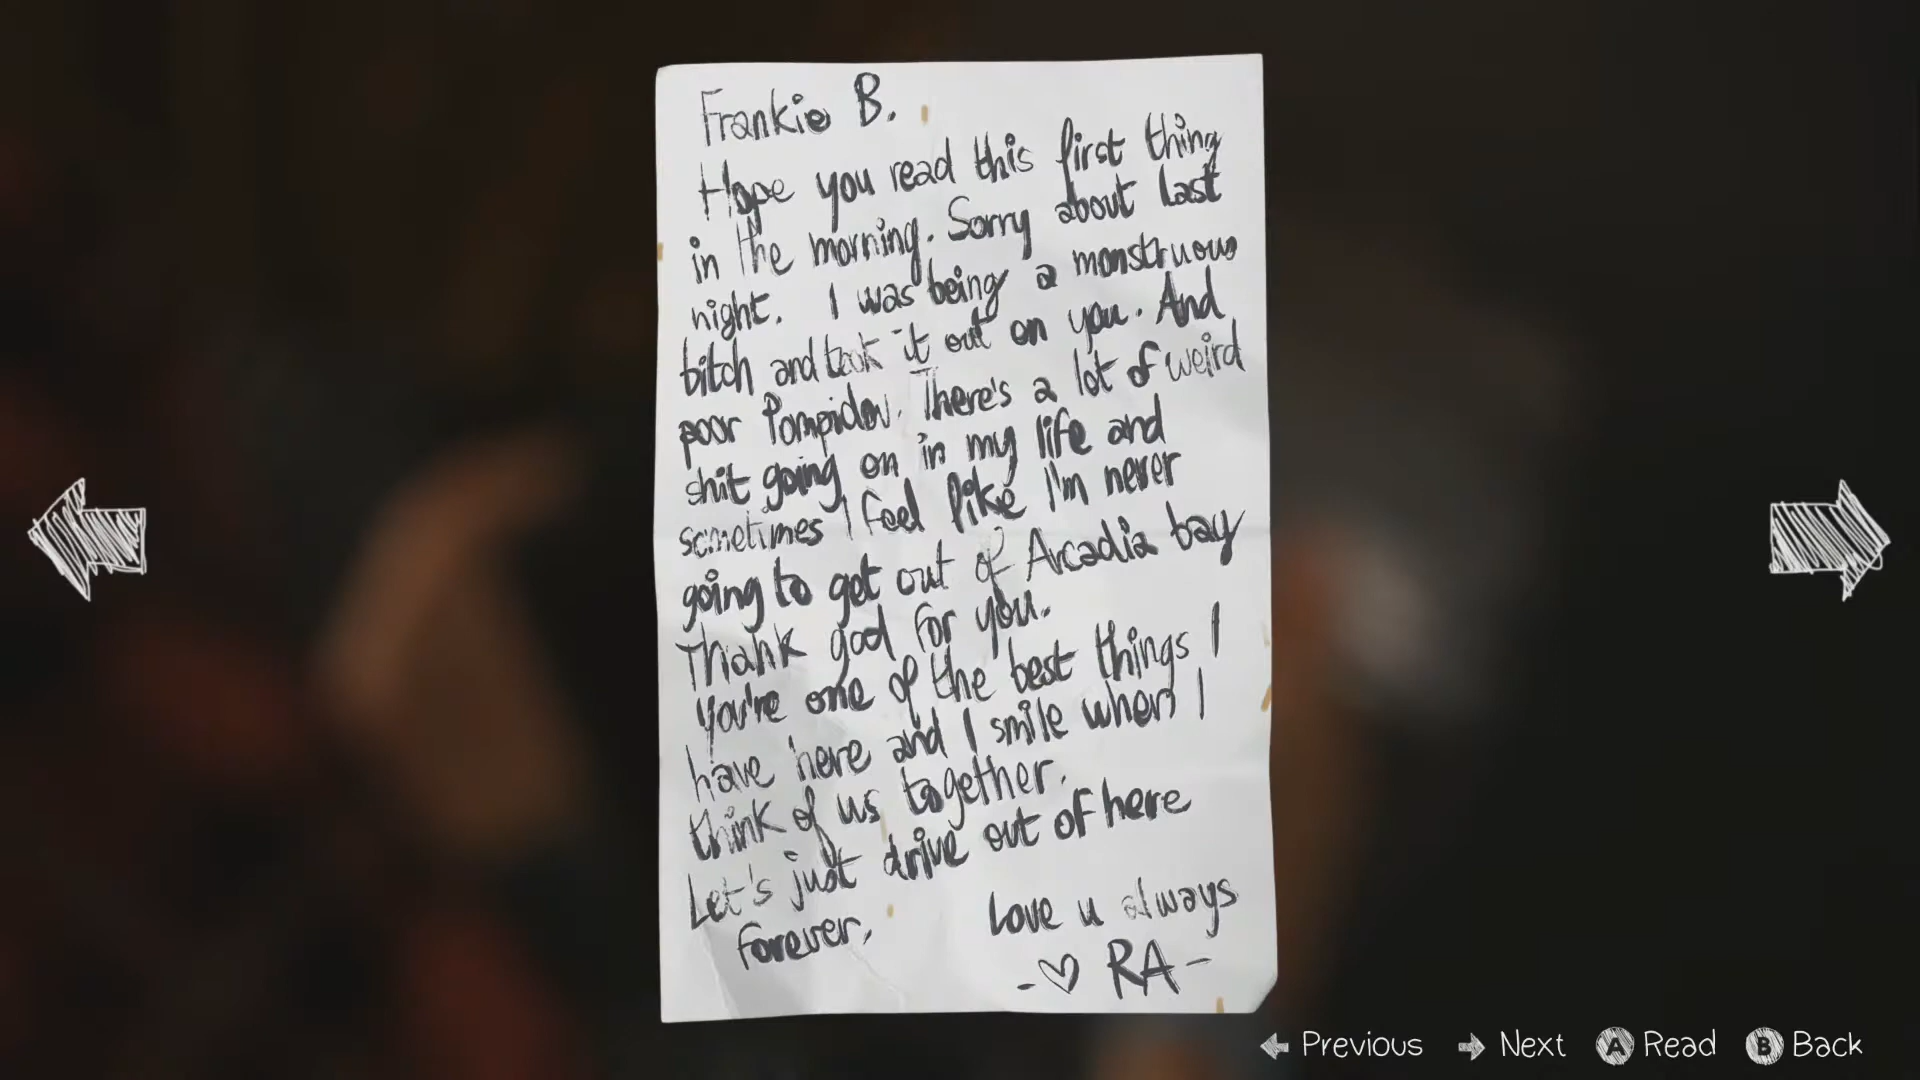 Frankie B.
Hope you read this first thing
in the morning. Sorry about last
night. I was being a monstruous
bitch and took it out on you. And
poor Pompidou. There's a lot of weird
shit going on in my life and
sometimes I feel like I'm never
going to get out of Arcadia bay
Thank god for you.
You're one of the best things I
have here and I smile when I
think of us together.
Let's just drive out of here
forever.
Love u always
-♡ RA-
Previous Next A Read B Back